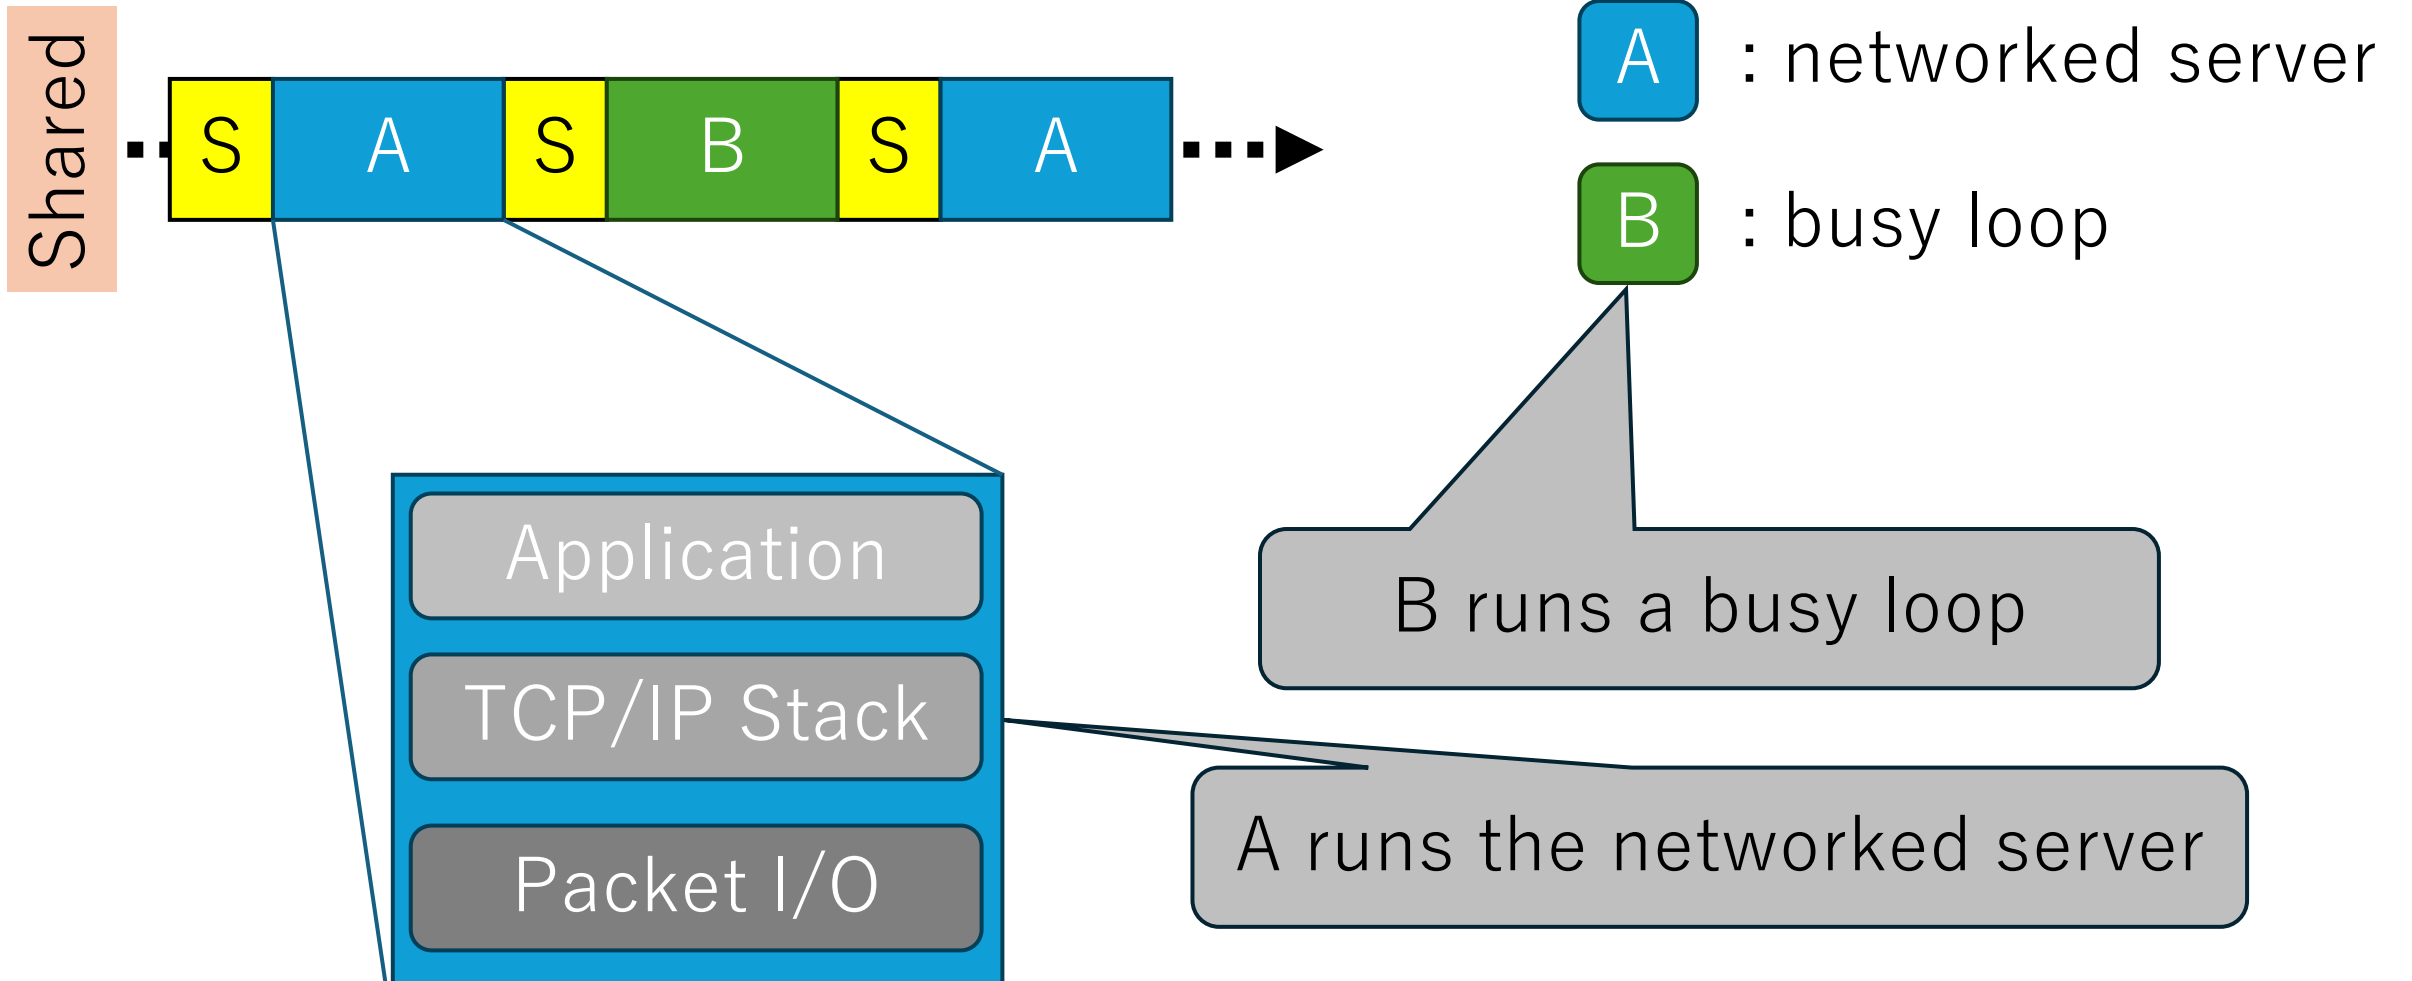 Shared
S A S B S A
A : networked server
B : busy loop
Application
B runs a busy loop
TCP/IP Stack
A runs the networked server
Packet I/O